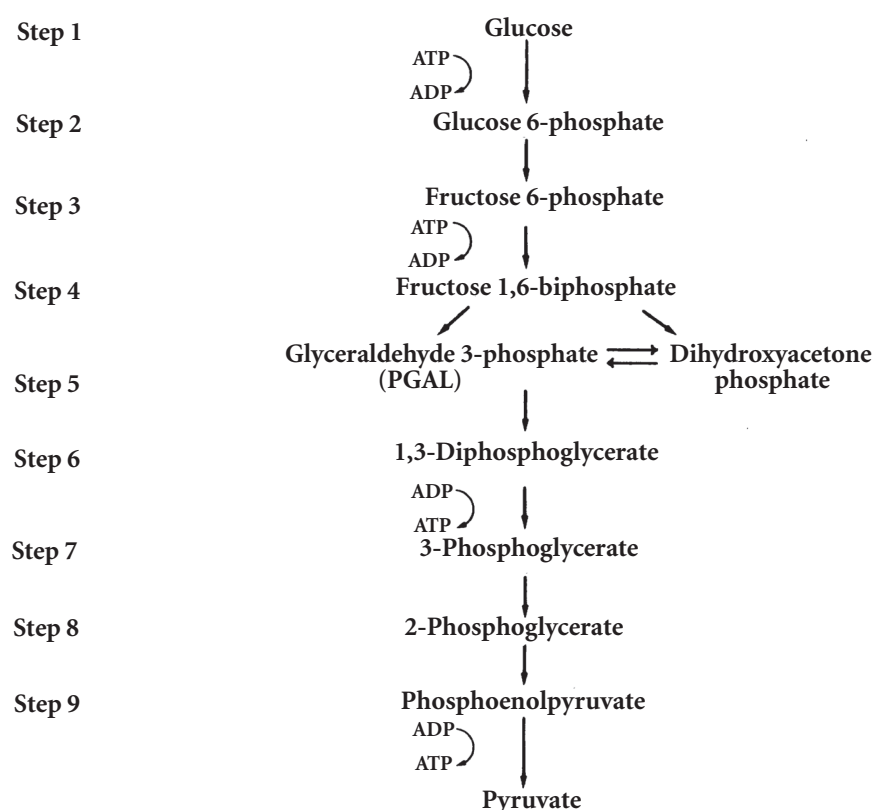 Step 1
Glucose
ATP
ADP
Step 2
Glucose 6-phosphate
Step 3
Fructose 6-phosphate
ATP
ADP
Step 4
Fructose 1,6-biphosphate
Glyceraldehyde 3-phosphate
(PGAL)
Dihydroxyacetone
phosphate
Step 5
Step 6
1,3-Diphosphoglycerate
ADP
ATP
Step 7
3-Phosphoglycerate
Step 8
2-Phosphoglycerate
Step 9
Phosphoenolpyruvate
ADP
ATP
Pyruvate